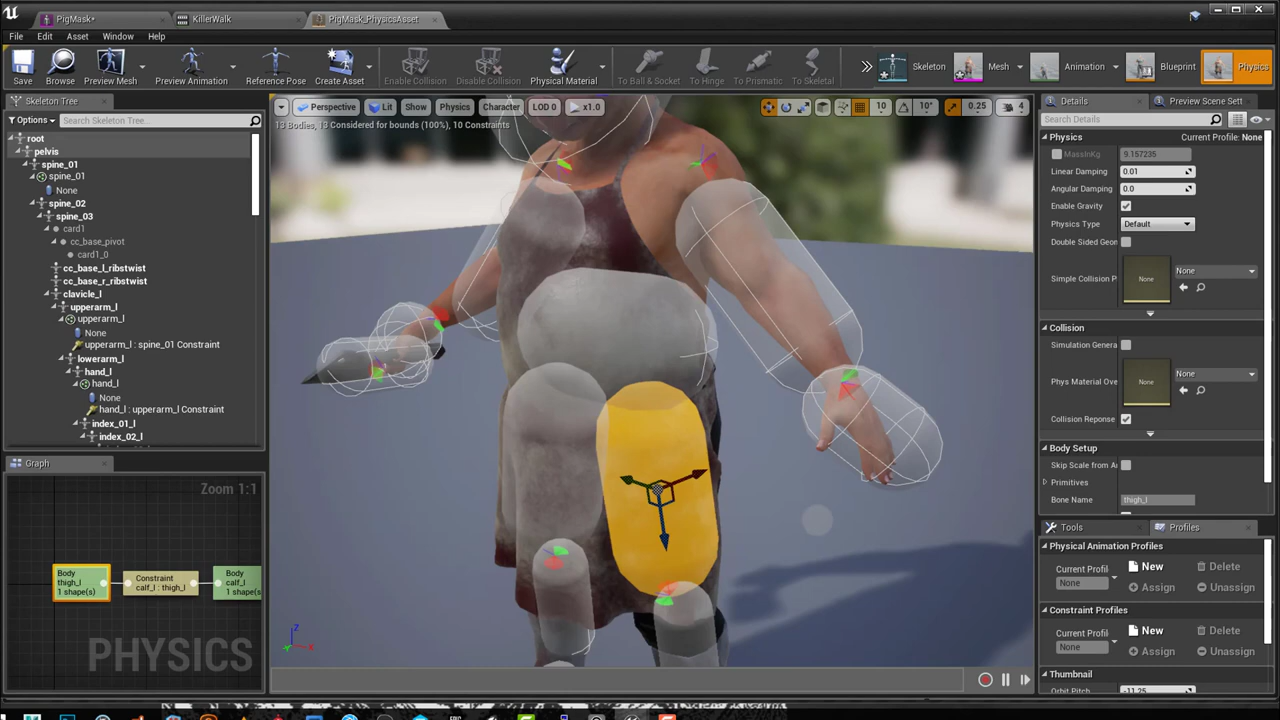 PigMask*
KillerWalk
PigMask_PhysicsAsset
File Edit Asset Window Help
Save
Browse
Preview Mesh
Preview Animation
Reference Pose
Create Asset
Enable Collision
Disable Collision
Physical Material
To Ball & Socket
To Hinge
To Prismatic
To Skeletal
Skeleton
Mesh
Animation
Blueprint
Physics
Skeleton Tree
Options
Search Skeleton Tree...
root
pelvis
spine_01
spine_01
None
spine_02
spine_03
card1
cc_base_pivot
card1_0
cc_base_l_ribstwist
cc_base_r_ribstwist
clavicle_l
upperarm_l
upperarm_l
None
upperarm_l : spine_01 Constraint
lowerarm_l
hand_l
hand_l
None
hand_l : upperarm_l Constraint
index_01_l
index_02_l
Graph
Zoom 1:1
Body
thigh_l
1 shape(s)
Constraint
calf_l : thigh_l
Body
calf_l
1 shape(s
PHYSICS
Perspective
Lit
Show
Physics
Character
LOD 0
x1.0
10
10°
0.25
4
13 Bodies, 13 Considered for bounds (100%), 10 Constraints
Z
X
Details
Preview Scene Sett
Search Details
Physics
Current Profile: None
MassInKg
9.157235
Linear Damping
0.01
Angular Damping
0.0
Enable Gravity
Physics Type
Default
Double Sided Geon
Simple Collision P
None
None
Collision
Simulation Genera
Phys Material Ove
None
None
Collision Reponse
Body Setup
Skip Scale from A
Primitives
Bone Name
thigh_l
Tools
Profiles
Physical Animation Profiles
Current Profil
None
New
Delete
Assign
Unassign
Constraint Profiles
Current Profil
None
New
Delete
Assign
Unassign
Thumbnail
Orbit Pitch
-11.25